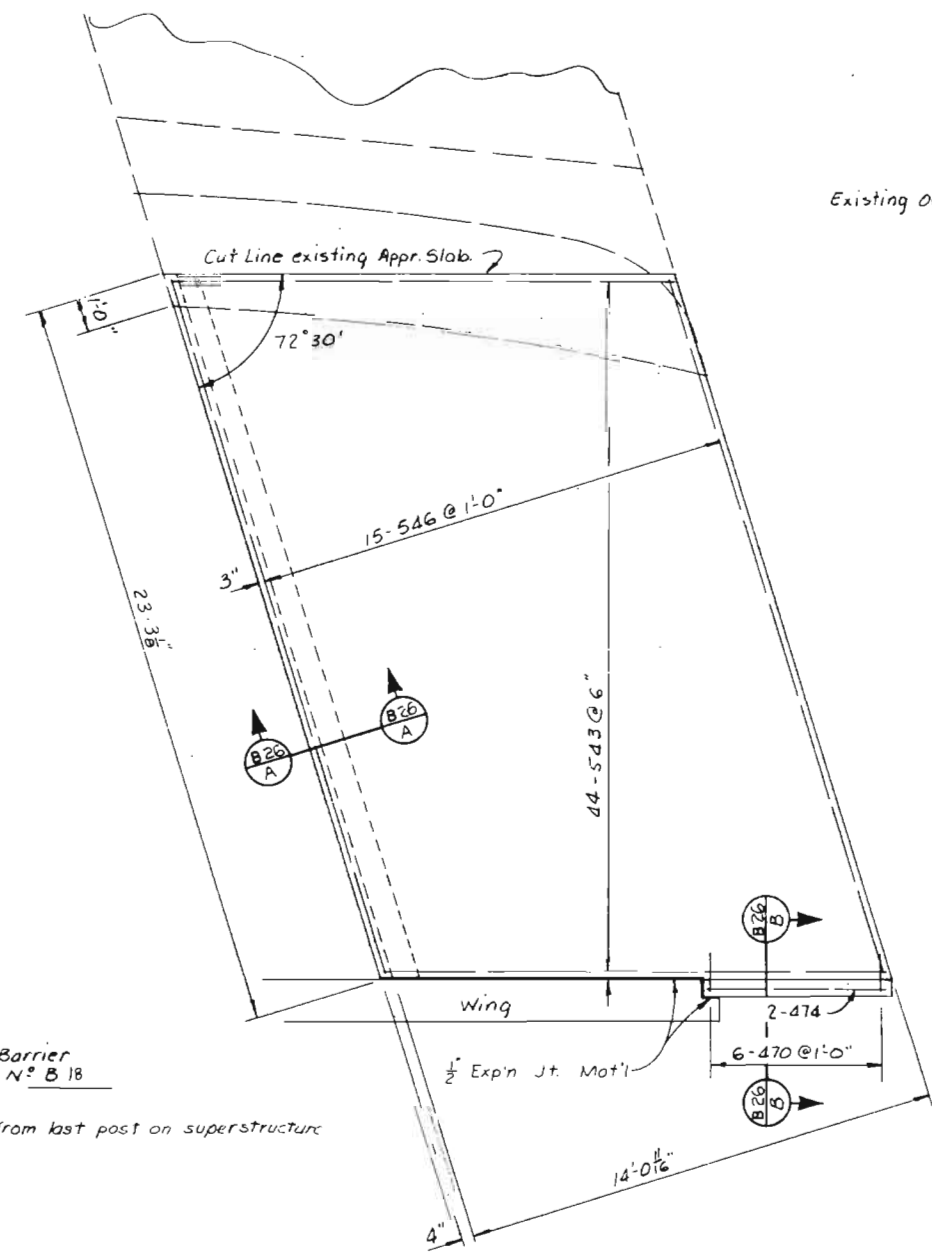 Existing O
Cut Line existing Appr. Slab.
1'-0"
72°30'
15-546 @ 1'-0"
3"
23'-3 1/8"
B26
A
B26
A
44-543 @ 6"
B26
B
Wing
2-474
Barrier
Nº B 18
1/2" Exp'n Jt. Mat'l
6-470 @ 1'-0"
B26
B
from last post on superstructure
14'-0 11/16"
4"